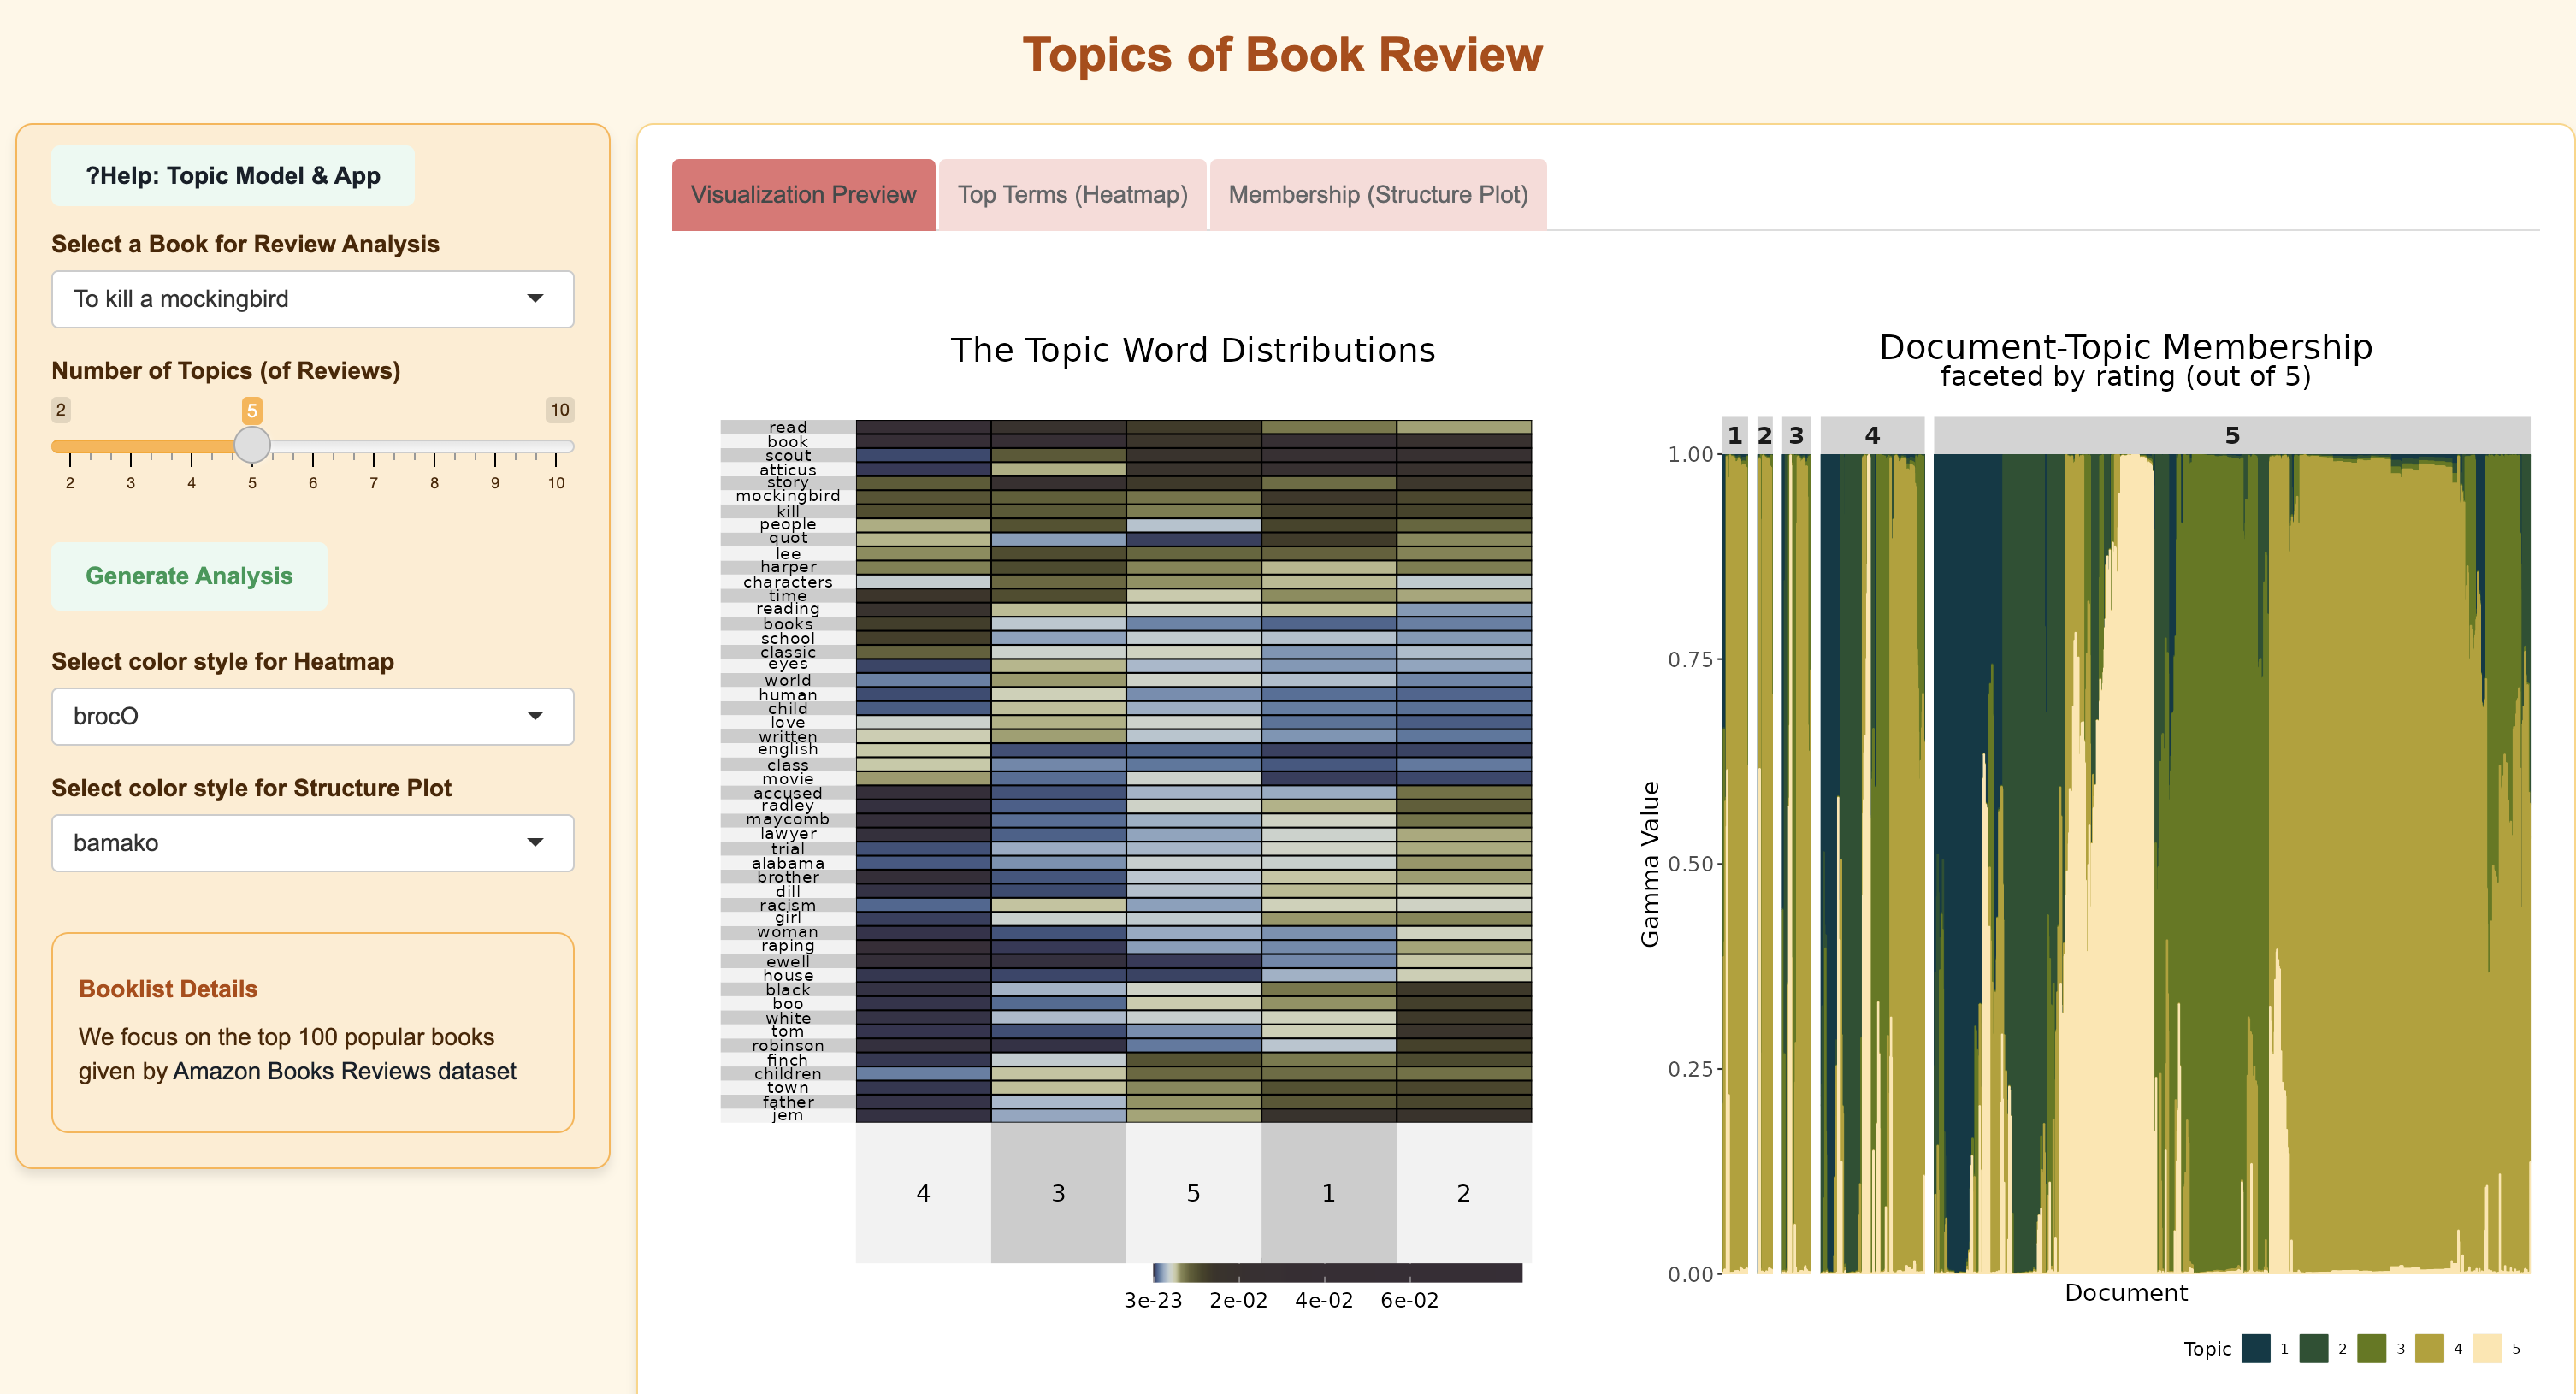 Topics of Book Review
?Help: Topic Model & App
Select a Book for Review Analysis
To kill a mockingbird
Number of Topics (of Reviews)
2 5 10
2 3 4 5 6 7 8 9 10
Generate Analysis
Select color style for Heatmap
brocO
Select color style for Structure Plot
bamako
Booklist Details
We focus on the top 100 popular books
given by Amazon Books Reviews dataset
Visualization Preview
Top Terms (Heatmap)
Membership (Structure Plot)
The Topic Word Distributions
read
book
scout
atticus
story
mockingbird
kill
people
quot
lee
harper
characters
time
reading
books
school
classic
eyes
world
human
child
love
written
english
class
movie
accused
radley
maycomb
lawyer
trial
alabama
brother
dill
racism
girl
woman
raping
ewell
house
black
boo
white
tom
robinson
finch
children
town
father
jem
4 3 5 1 2
3e-23 2e-02 4e-02 6e-02
Document-Topic Membership
faceted by rating (out of 5)
1 2 3 4 5
1.00
0.75
0.50
0.25
0.00
Gamma Value
Document
Topic 1 2 3 4 5